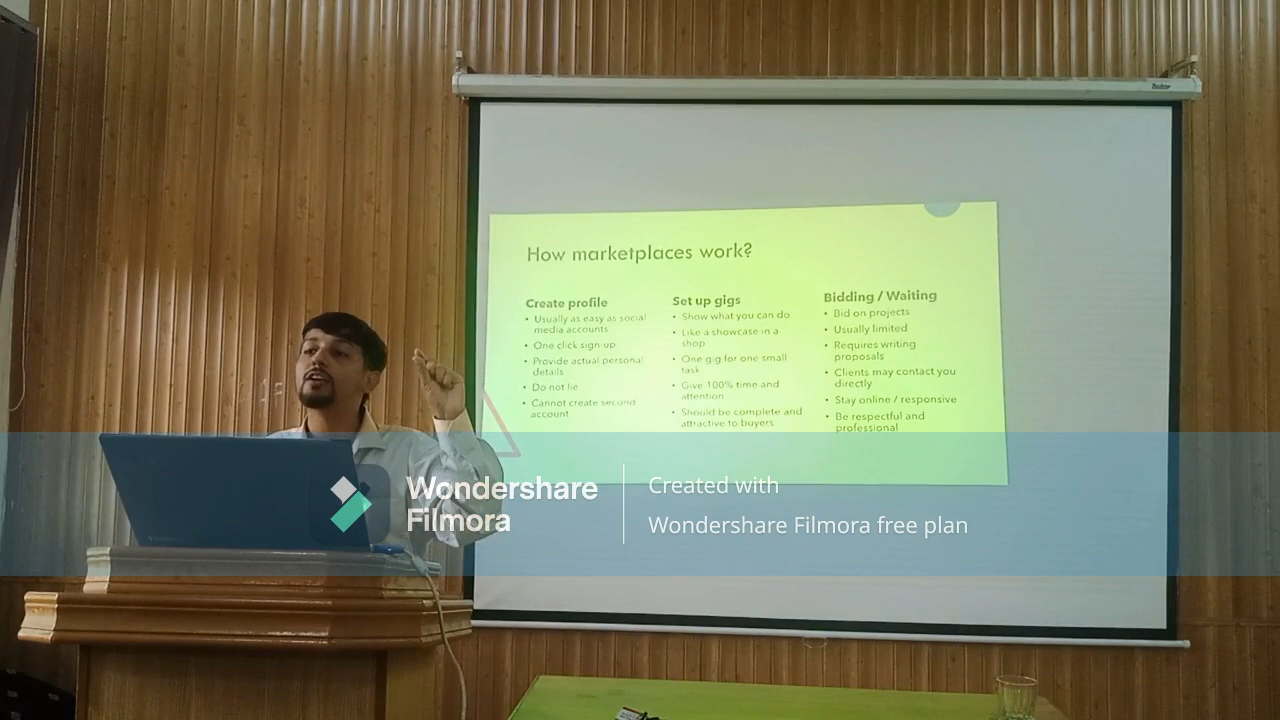 How marketplaces work?
Create profile
• Usually as easy as social
media accounts
• One click sign-up
• Provide actual personal
details
• Do not lie
• Cannot create second
account
Set up gigs
• Show what you can do
• Like a showcase in a
shop
• One gig for one small
task
• Give 100% time and
attention
• Should be complete and
attractive to buyers
Bidding / Waiting
• Bid on projects
• Usually limited
• Requires writing
proposals
• Clients may contact you
directly
• Stay online / responsive
• Be respectful and
professional
Wondershare
Filmora
Created with
Wondershare Filmora free plan